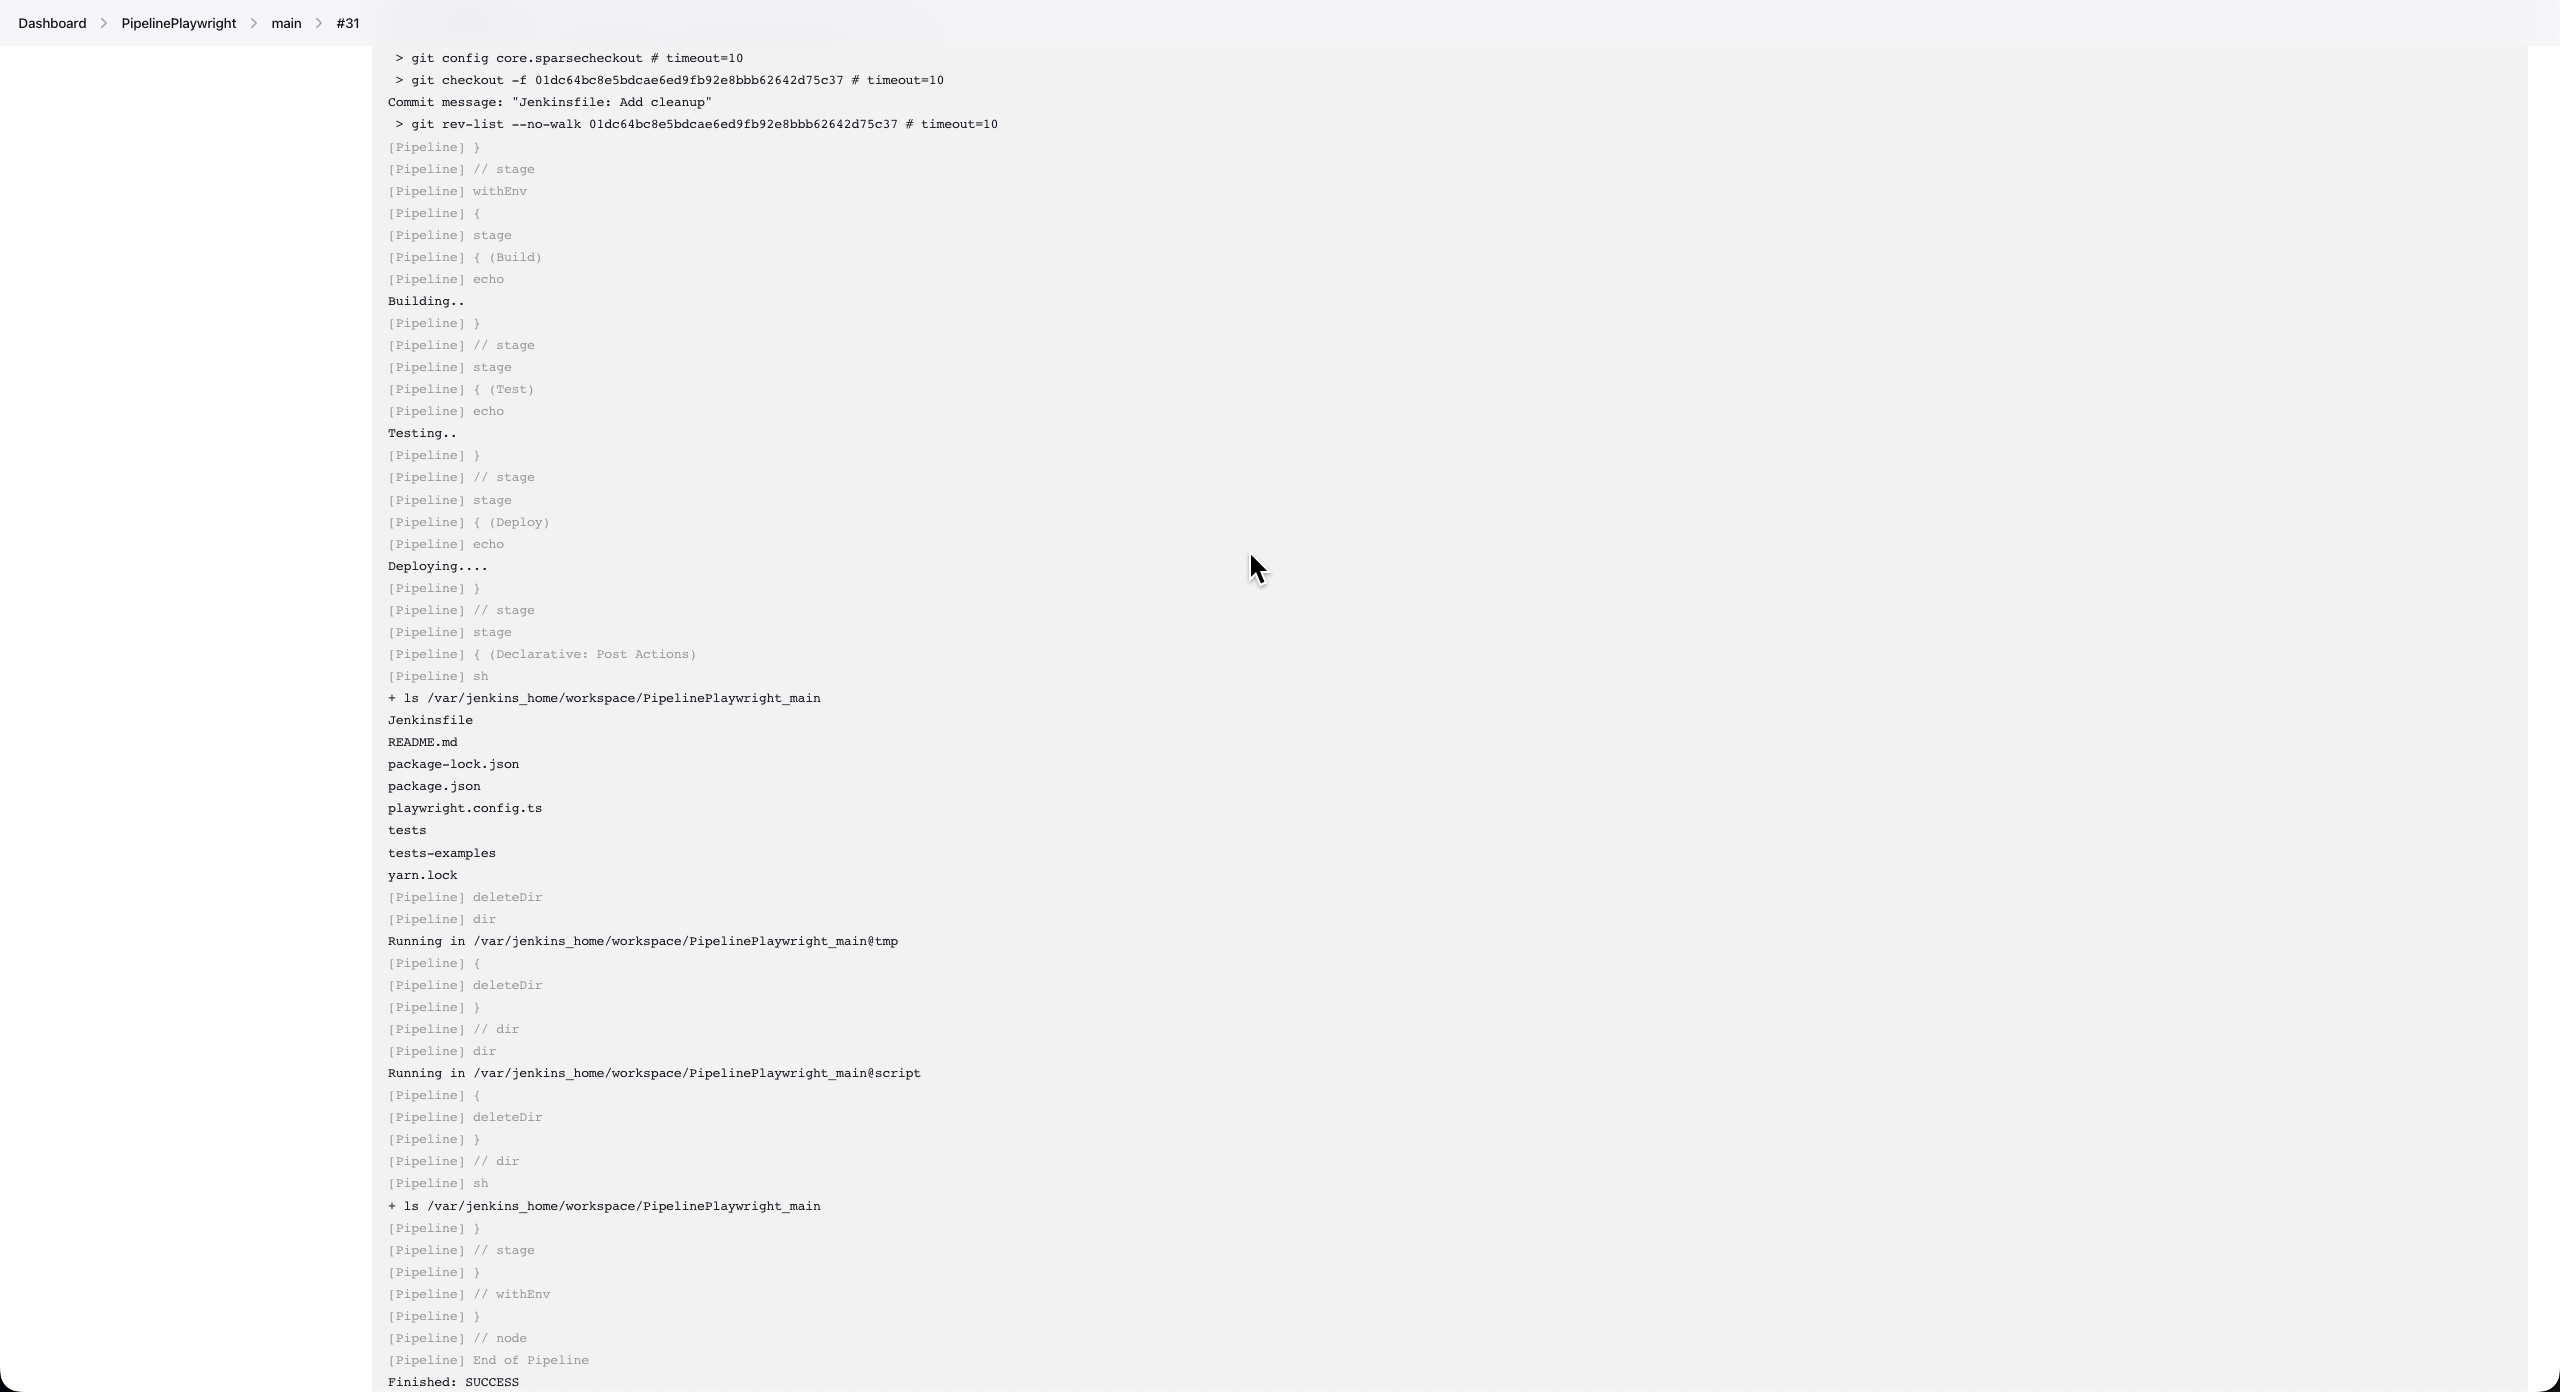 Dashboard > PipelinePlaywright > main > #31
> git config core.sparsecheckout # timeout=10
> git checkout -f 01dc64bc8e5bdcae6ed9fb92e8bbb62642d75c37 # timeout=10
Commit message: "Jenkinsfile: Add cleanup"
> git rev-list --no-walk 01dc64bc8e5bdcae6ed9fb92e8bbb62642d75c37 # timeout=10
[Pipeline] }
[Pipeline] // stage
[Pipeline] withEnv
[Pipeline] {
[Pipeline] stage
[Pipeline] { (Build)
[Pipeline] echo
Building..
[Pipeline] }
[Pipeline] // stage
[Pipeline] stage
[Pipeline] { (Test)
[Pipeline] echo
Testing..
[Pipeline] }
[Pipeline] // stage
[Pipeline] stage
[Pipeline] { (Deploy)
[Pipeline] echo
Deploying....
[Pipeline] }
[Pipeline] // stage
[Pipeline] stage
[Pipeline] { (Declarative: Post Actions)
[Pipeline] sh
+ ls /var/jenkins_home/workspace/PipelinePlaywright_main
Jenkinsfile
README.md
package-lock.json
package.json
playwright.config.ts
tests
tests-examples
yarn.lock
[Pipeline] deleteDir
[Pipeline] dir
Running in /var/jenkins_home/workspace/PipelinePlaywright_main@tmp
[Pipeline] {
[Pipeline] deleteDir
[Pipeline] }
[Pipeline] // dir
[Pipeline] dir
Running in /var/jenkins_home/workspace/PipelinePlaywright_main@script
[Pipeline] {
[Pipeline] deleteDir
[Pipeline] }
[Pipeline] // dir
[Pipeline] sh
+ ls /var/jenkins_home/workspace/PipelinePlaywright_main
[Pipeline] }
[Pipeline] // stage
[Pipeline] }
[Pipeline] // withEnv
[Pipeline] }
[Pipeline] // node
[Pipeline] End of Pipeline
Finished: SUCCESS